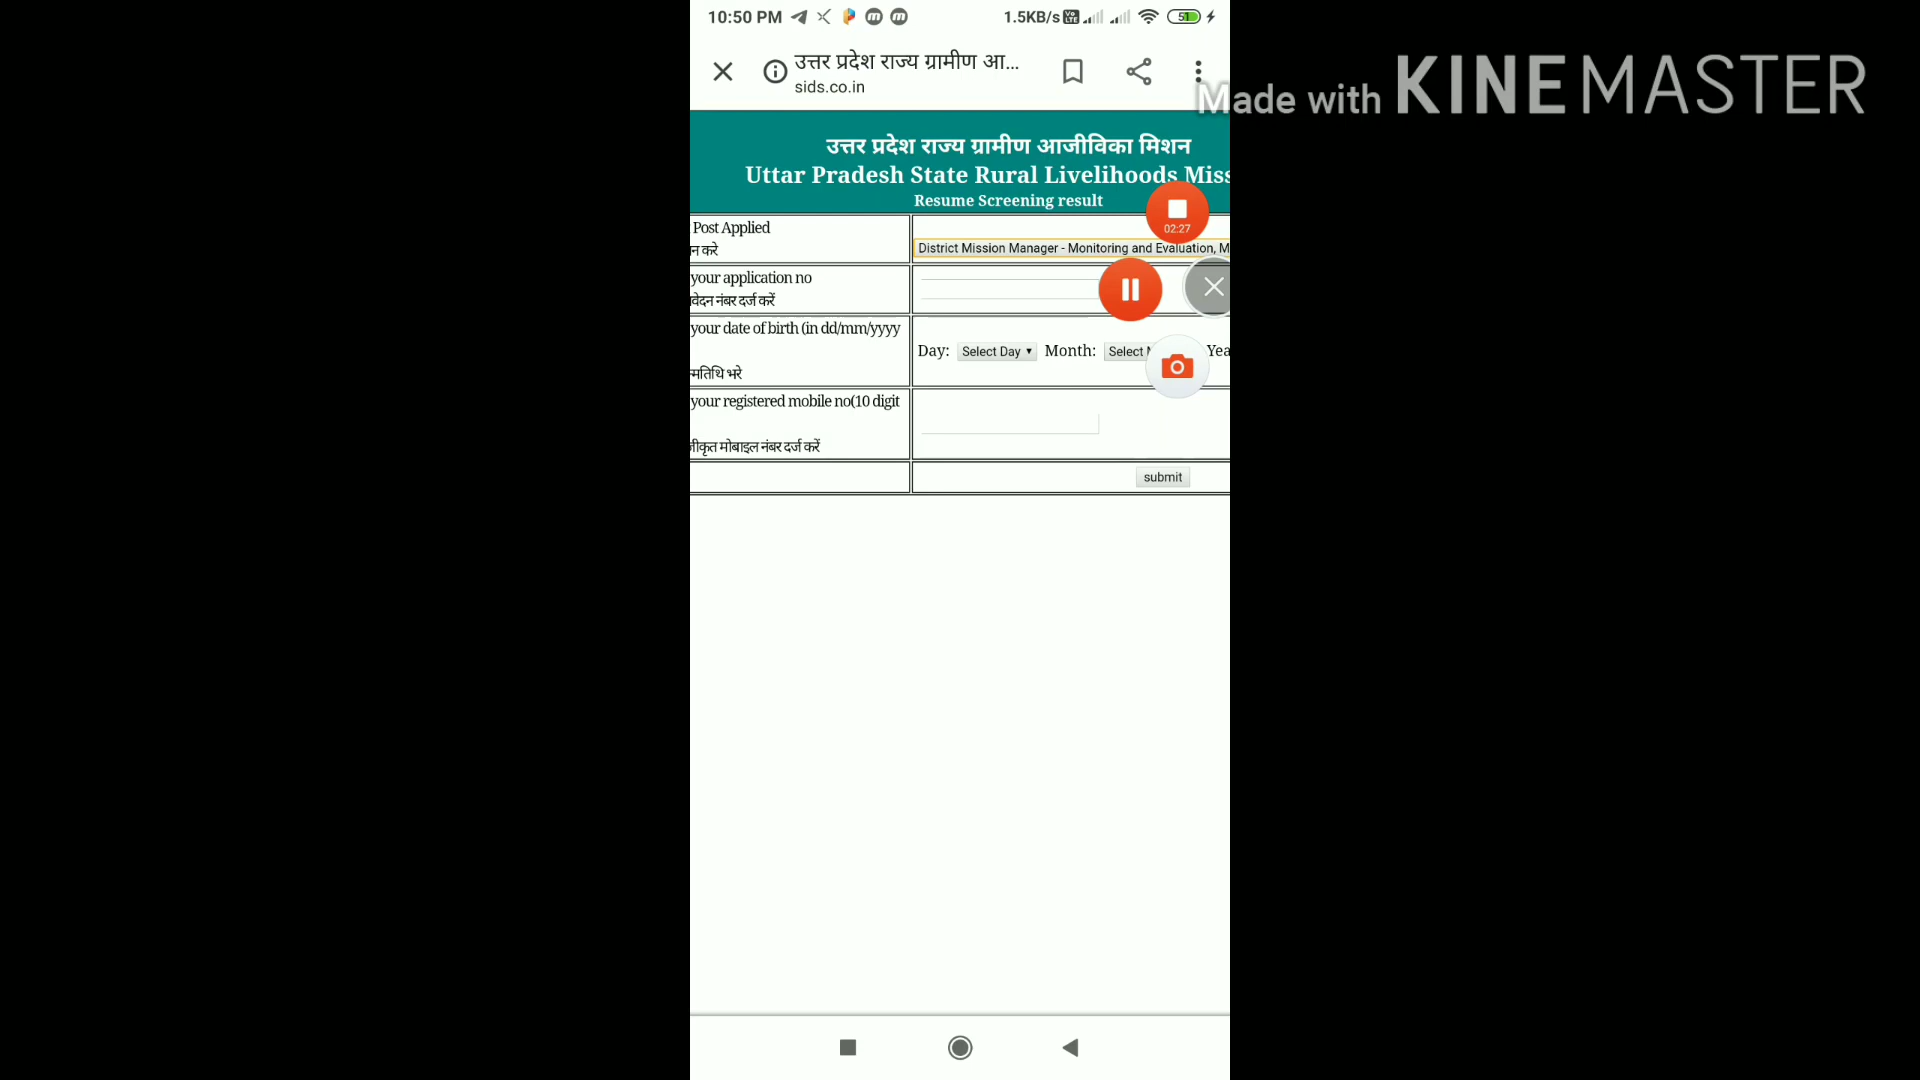 10:50 PM
1.5KB/s
Vo LTE
51
उत्तर प्रदेश राज्य ग्रामीण आ...
sids.co.in
Made with KINEMASTER
उत्तर प्रदेश राज्य ग्रामीण आजीविका मिशन
Uttar Pradesh State Rural Livelihoods Miss
Resume Screening result
02:27
Post Applied
न करे
District Mission Manager - Monitoring and Evaluation, M
your application no
वेदन नंबर दर्ज करें
your date of birth (in dd/mm/yyyy
Day: Select Day Month: Select Yea
मतिथि भरे
your registered mobile no(10 digit
जीकृत मोबाइल नंबर दर्ज करें
submit